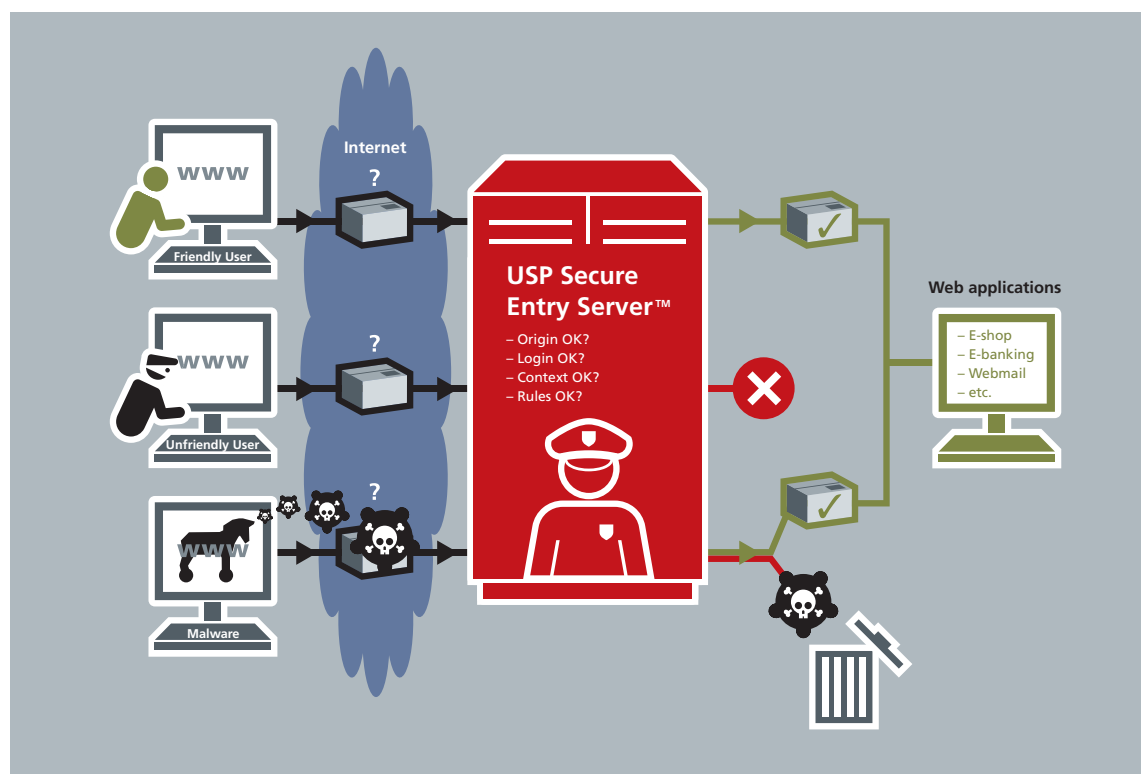 Internet
?
www
Friendly User
?
www
Unfriendly User
?
www
Malware
USP Secure
Entry Server™
– Origin OK?
– Login OK?
– Context OK?
– Rules OK?
Web applications
– E-shop
– E-banking
– Webmail
– etc.